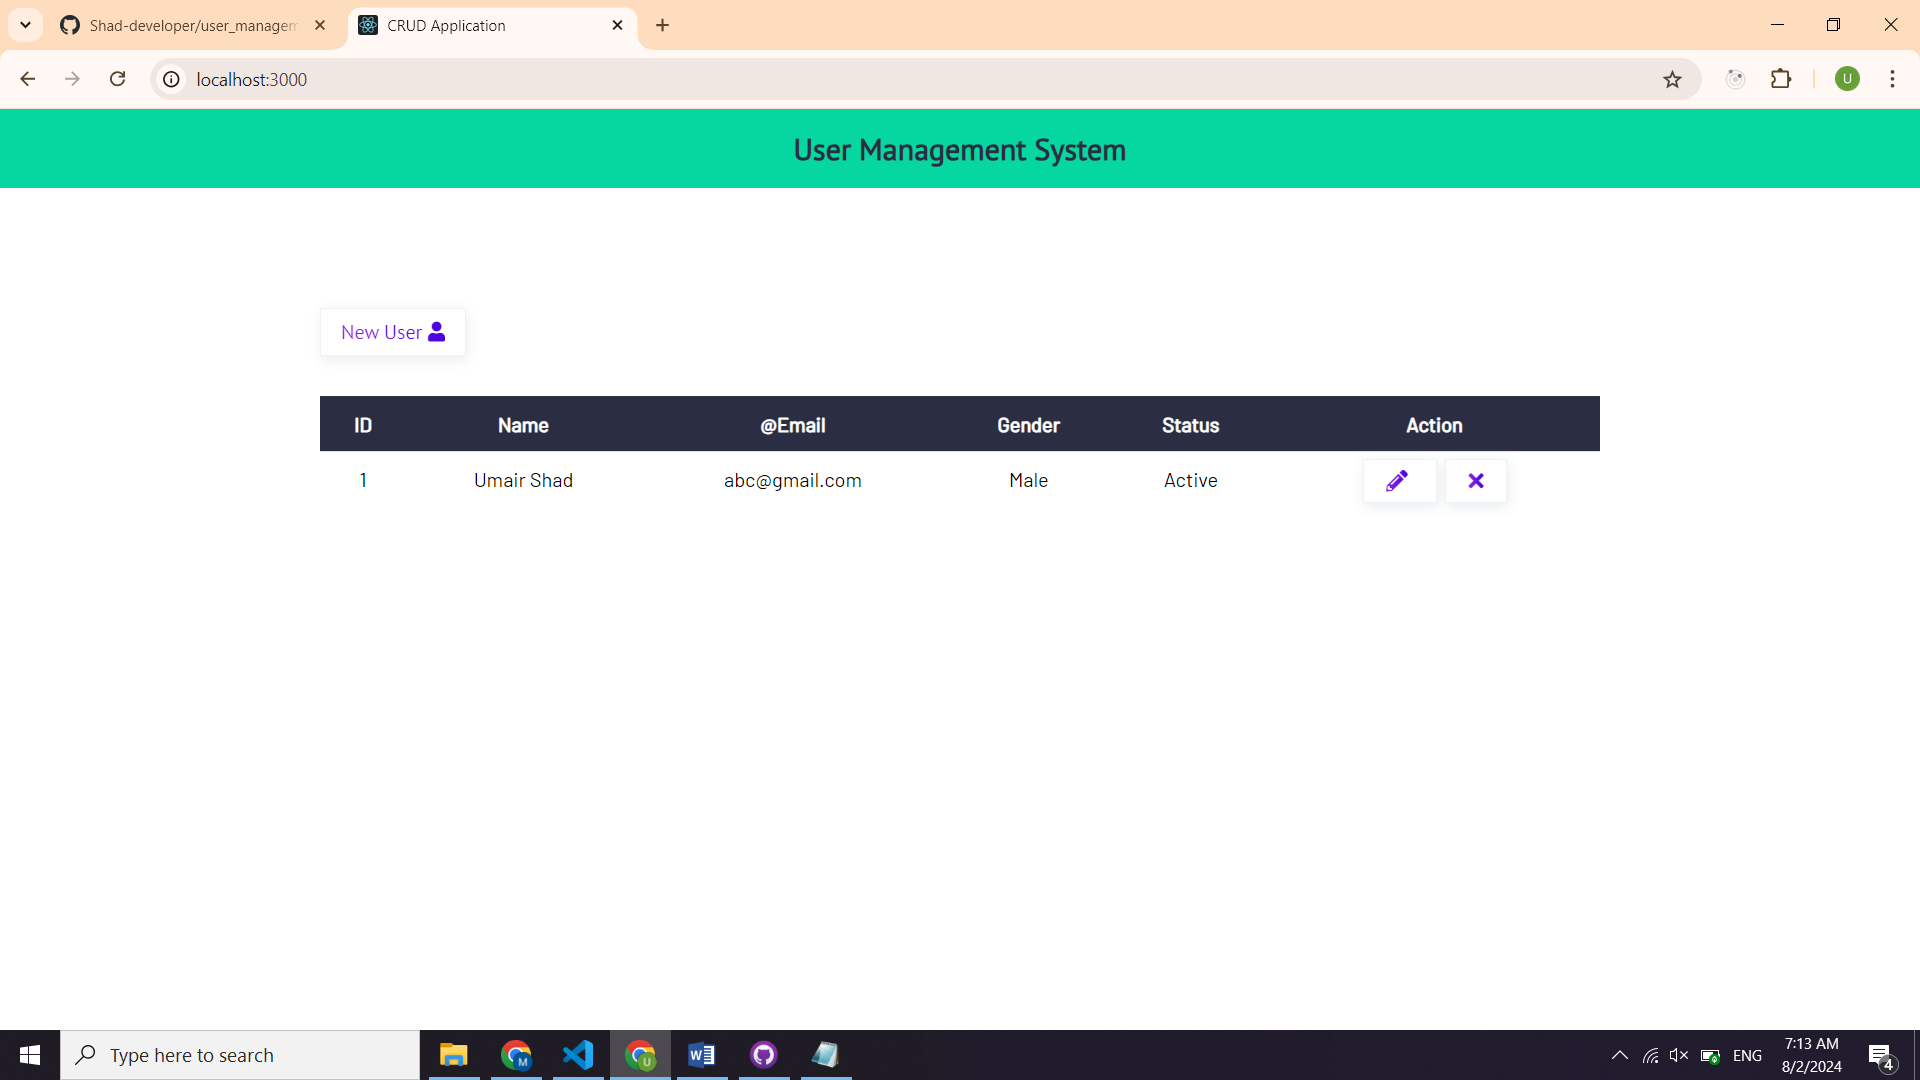 Shad-developer/user_managem
CRUD Application
localhost:3000
U
User Management System
New User
ID Name @Email Gender Status Action
1 Umair Shad abc@gmail.com Male Active
Type here to search
M
U
ENG
7:13 AM
8/2/2024
4